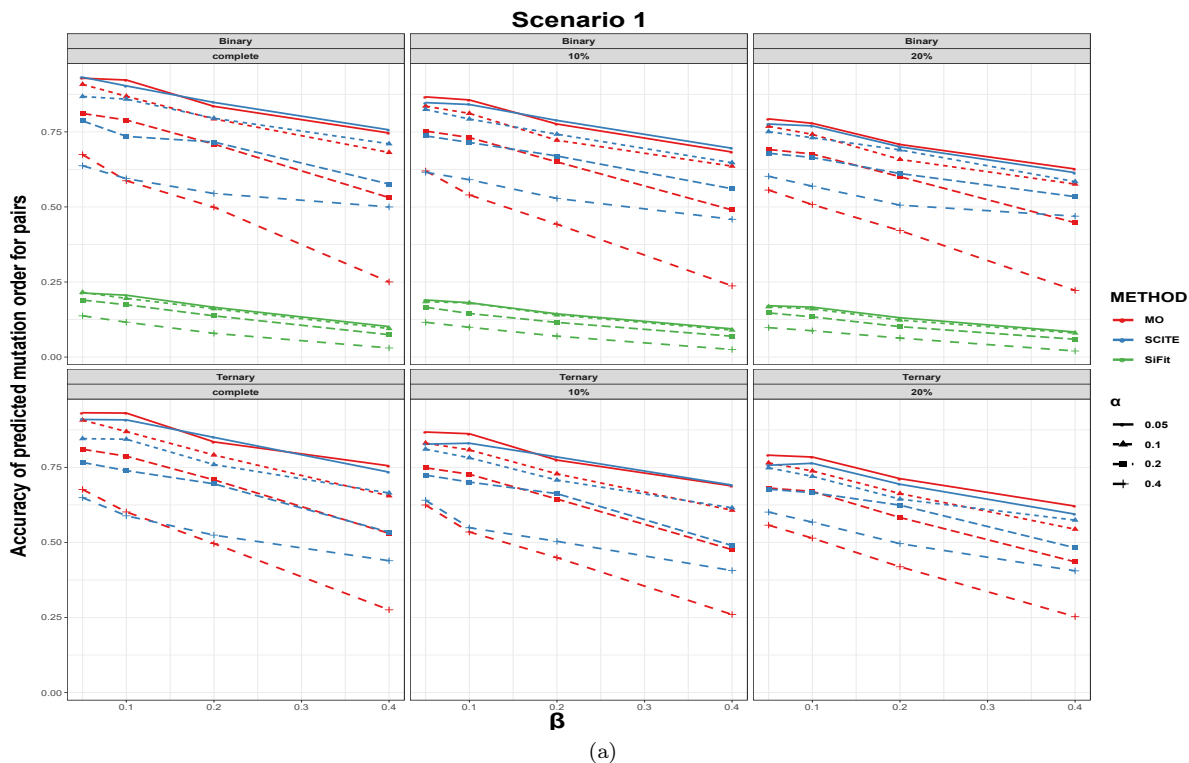 Scenario 1
Binary
Binary
Binary
complete
10%
20%
0.75
0.50
0.25
0.00
Ternary
Ternary
Ternary
complete
10%
20%
0.75
0.50
0.25
0.00
0.1
0.2
0.3
0.4
0.1
0.2
0.3
0.4
0.1
0.2
0.3
0.4
Accuracy of predicted mutation order for pairs
β
METHOD
MO
SCITE
SiFit
α
0.05
0.1
0.2
0.4
(a)